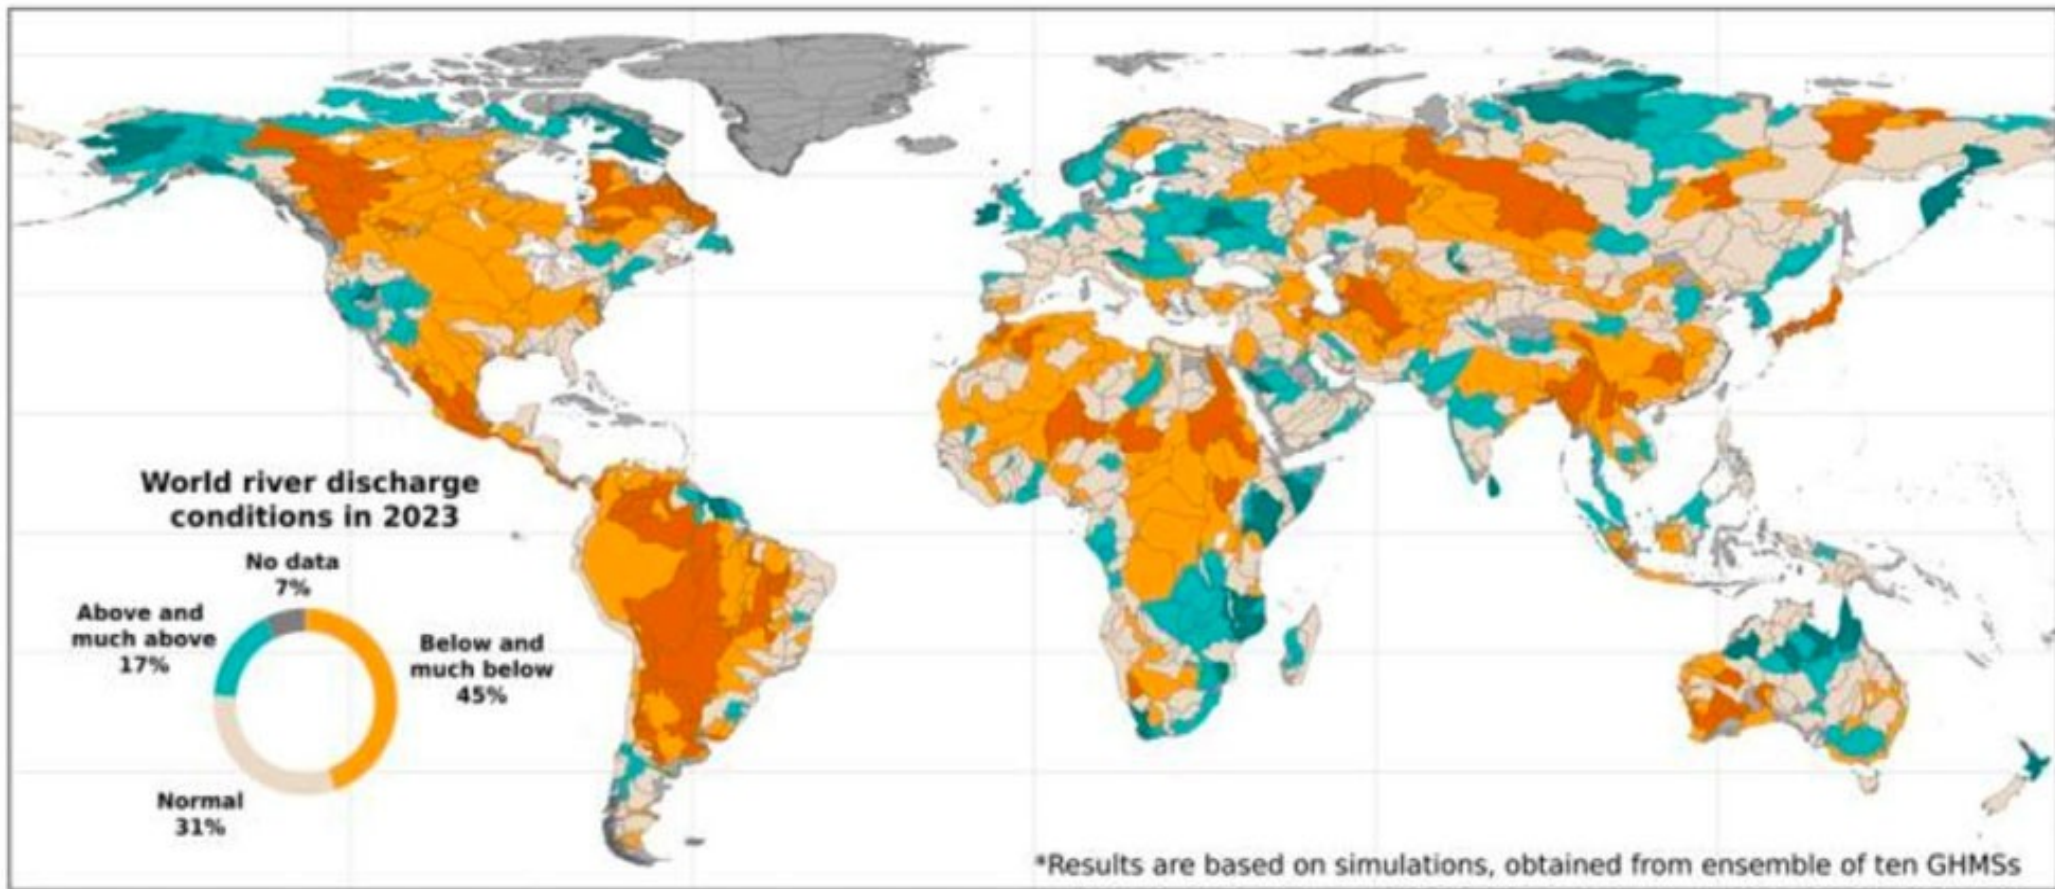 World river discharge
conditions in 2023
No data
7%
Above and
much above
17%
Below and
much below
45%
Normal
31%
*Results are based on simulations, obtained from ensemble of ten GHMSs